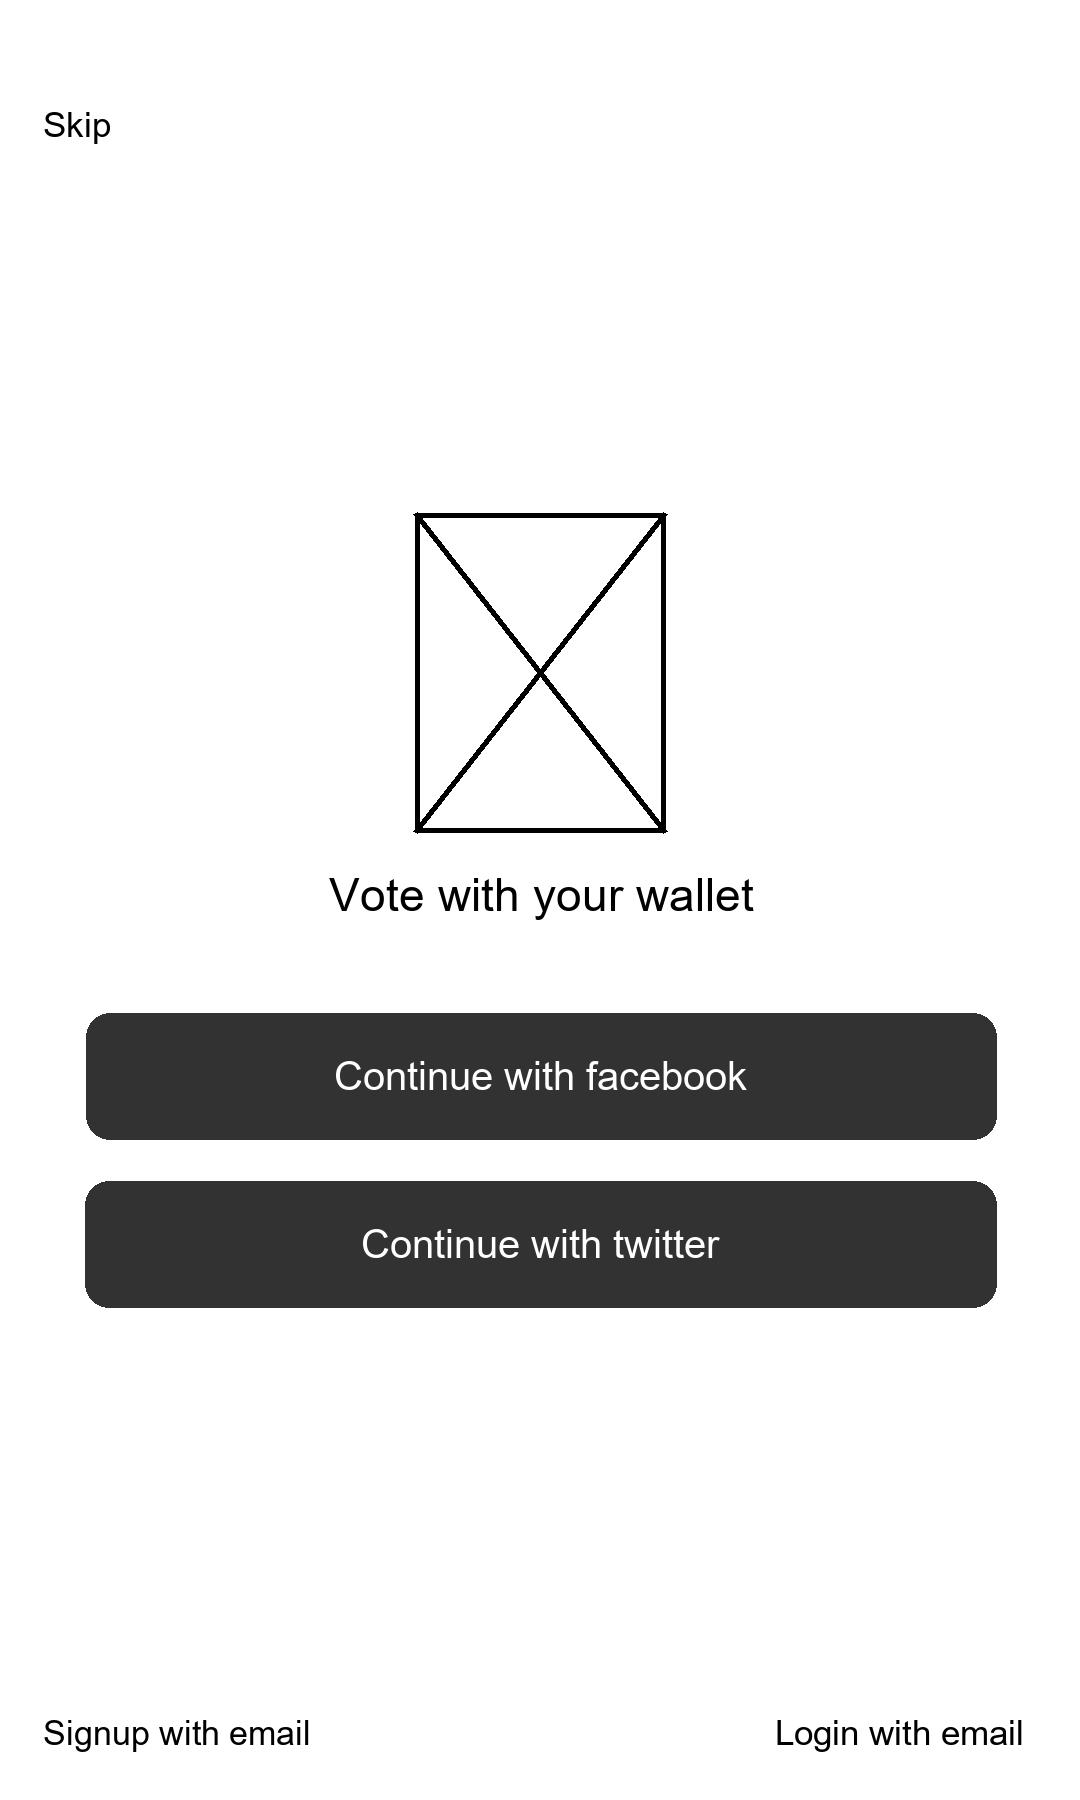 Skip
Vote with your wallet
Continue with facebook
Continue with twitter
Signup with email
Login with email